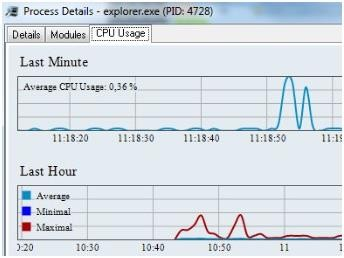 Process Details - explorer.exe (PID: 4728)
Details Modules CPU Usage
Last Minute
Average CPU Usage: 0,36 %
11:18:20 11:18:30 11:18:40 11:18:50 11:19
Last Hour
Average
Minimal
Maximal
0:20 10:30 10:40 10:50 11 1